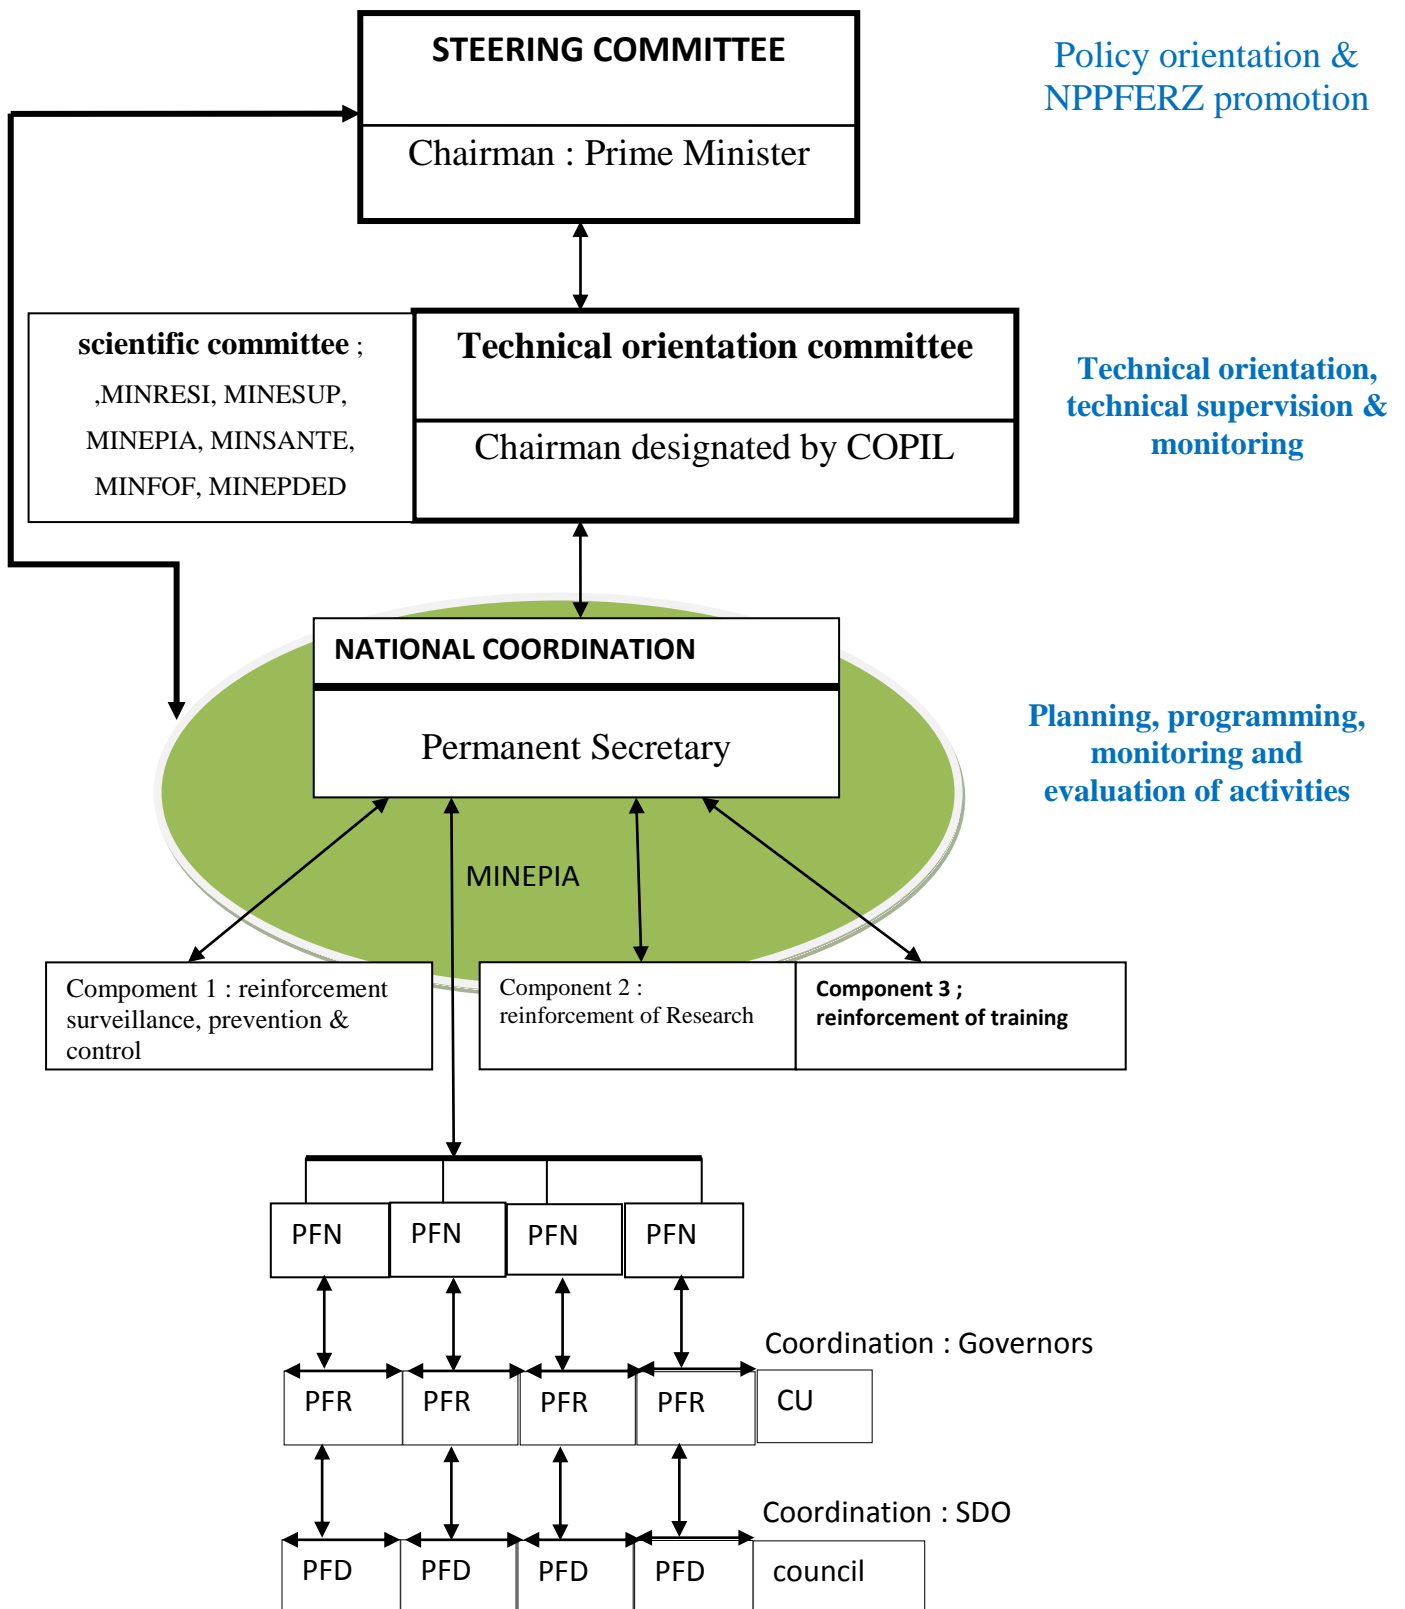 STEERING COMMITTEE
Chairman : Prime Minister
Policy orientation &
NPPFERZ promotion
scientific committee ;
,MINRESI, MINESUP,
MINEPIA, MINSANTE,
MINFOF, MINEPDED
Technical orientation committee
Chairman designated by COPIL
Technical orientation,
technical supervision &
monitoring
NATIONAL COORDINATION
Permanent Secretary
Planning, programming,
monitoring and
evaluation of activities
MINEPIA
Compoment 1 : reinforcement
surveillance, prevention &
control
Component 2 :
reinforcement of Research
Component 3 ;
reinforcement of training
PFN PFN PFN PFN
Coordination : Governors
PFR PFR PFR PFR CU
Coordination : SDO
PFD PFD PFD PFD council